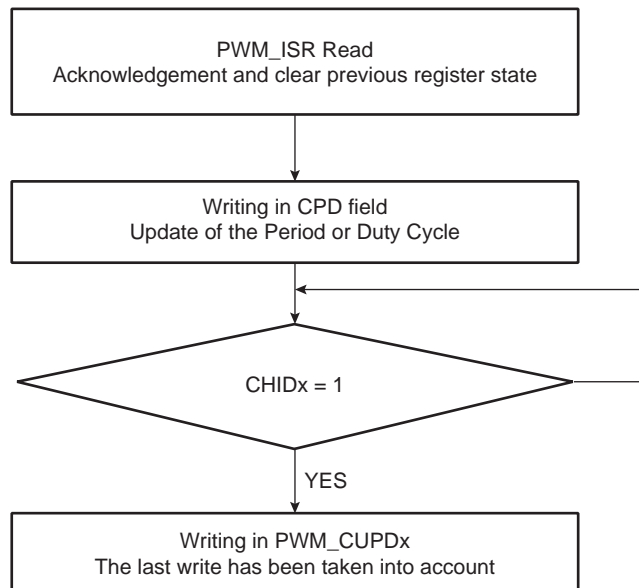 PWM_ISR Read
Acknowledgement and clear previous register state
Writing in CPD field
Update of the Period or Duty Cycle
CHIDx = 1
YES
Writing in PWM_CUPDx
The last write has been taken into account